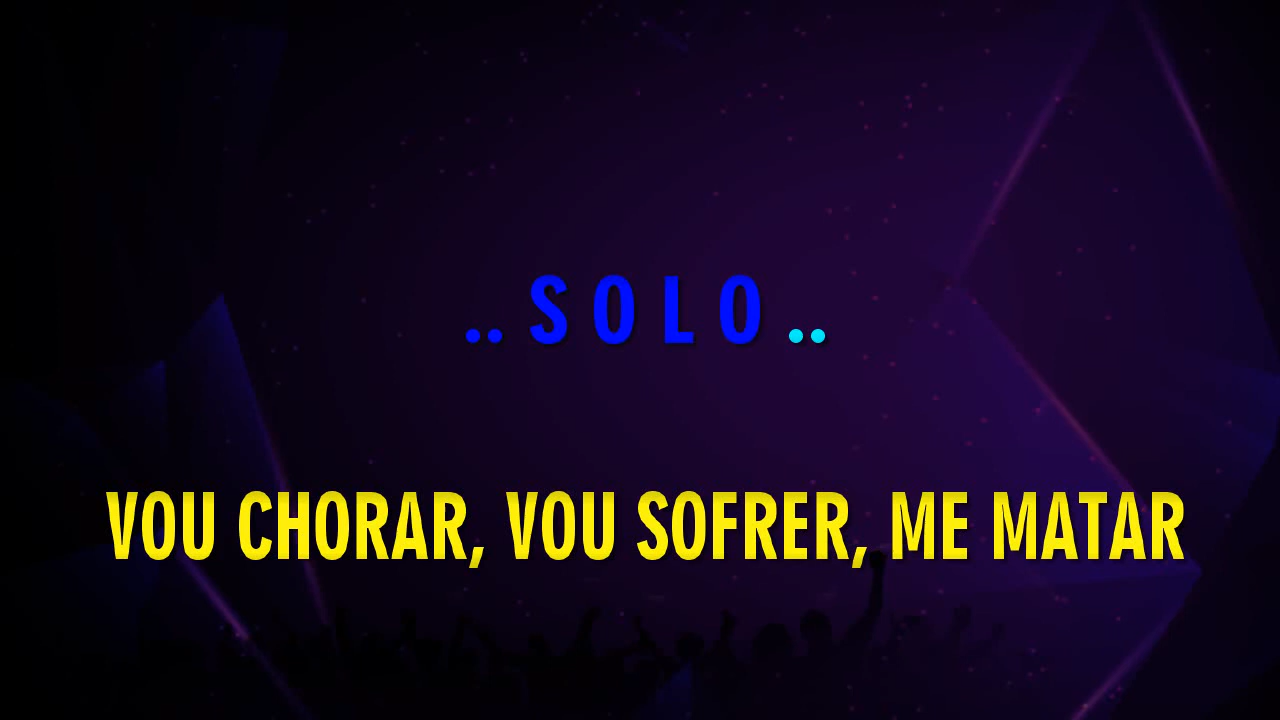 .. S O L O ..
VOU CHORAR, VOU SOFRER, ME MATAR